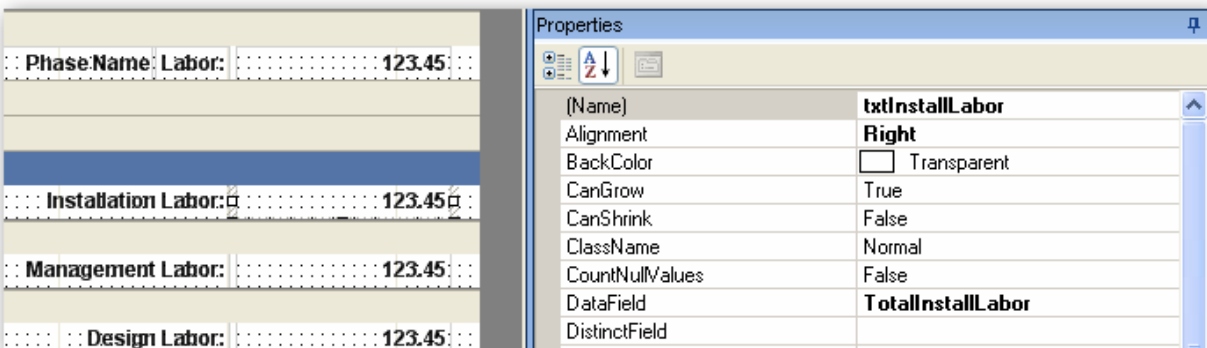 Phase Name Labor: 123.45
Installation Labor: 123.45
Management Labor: 123.45
Design Labor: 123.45
Properties
A
Z
(Name) txtInstallLabor
Alignment Right
BackColor Transparent
CanGrow True
CanShrink False
ClassName Normal
CountNullValues False
DataField TotalInstallLabor
DistinctField